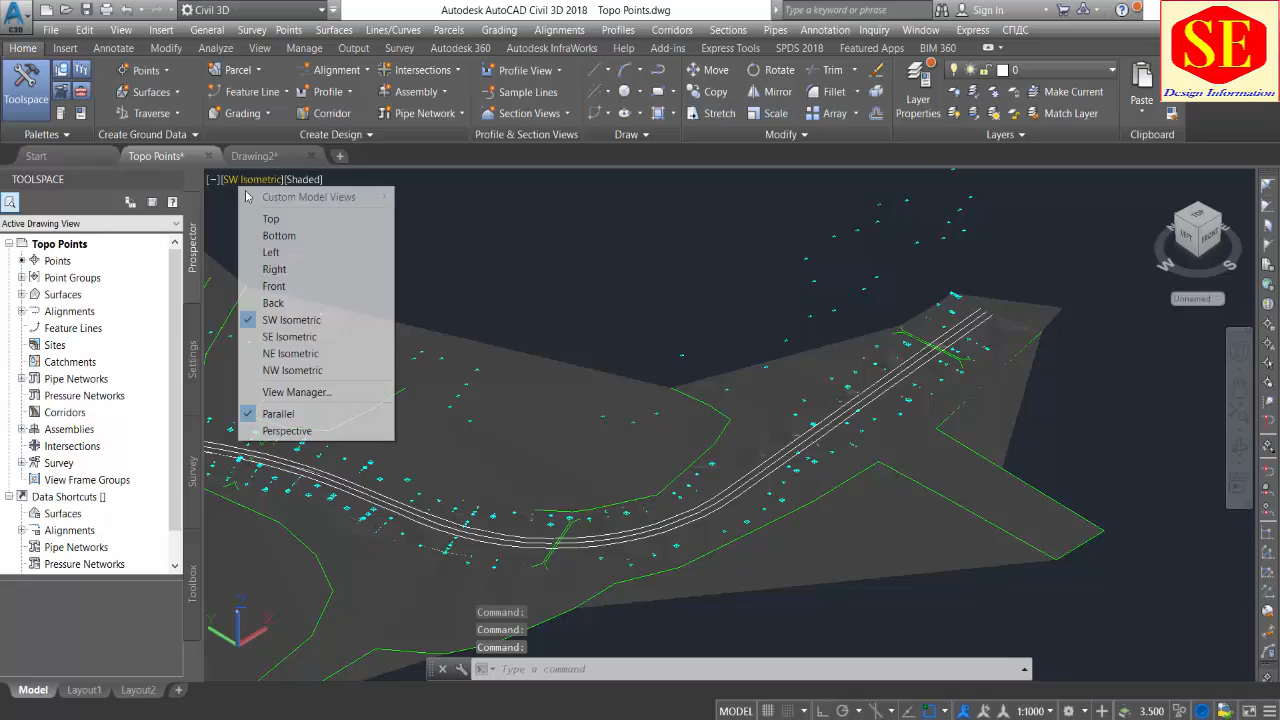 Civil 3D
Autodesk AutoCAD Civil 3D 2018 Topo Points.dwg
Type a keyword or phrase
Sign In
File Edit View Insert General Survey Points Surfaces Lines/Curves Parcels Grading Alignments Profiles Corridors Sections Pipes Annotation Inquiry Window Express СПДС
Home Insert Annotate Modify Analyze View Manage Output Survey Autodesk 360 Autodesk InfraWorks Help Add-ins Express Tools SPDS 2018 Featured Apps BIM 360
SE
Design Information
Toolspace
Points
Surfaces
Traverse
Parcel
Feature Line
Grading
Alignment
Profile
Corridor
Intersections
Assembly
Pipe Network
Profile View
Sample Lines
Section Views
Move
Copy
Stretch
Rotate
Mirror
Scale
Trim
Fillet
Array
Layer
Properties
0
Make Current
Match Layer
Paste
Palettes
Create Ground Data
Create Design
Profile & Section Views
Draw
Modify
Layers
Clipboard
Start Topo Points* Drawing2*
TOOLSPACE
Active Drawing View
Topo Points
Points
Point Groups
Surfaces
Alignments
Feature Lines
Sites
Catchments
Pipe Networks
Pressure Networks
Corridors
Assemblies
Intersections
Survey
View Frame Groups
Data Shortcuts []
Surfaces
Alignments
Pipe Networks
Pressure Networks
Prospector
Settings
Survey
Toolbox
[−][SW Isometric][Shaded]
Custom Model Views
Top
Bottom
Left
Right
Front
Back
SW Isometric
SE Isometric
NE Isometric
NW Isometric
View Manager...
Parallel
Perspective
TOP
LEFT
FRONT
W
S
E
Unnamed
Z
Y
X
Command:
Command:
Command:
Type a command
Model Layout1 Layout2
MODEL
1:1000
3.500